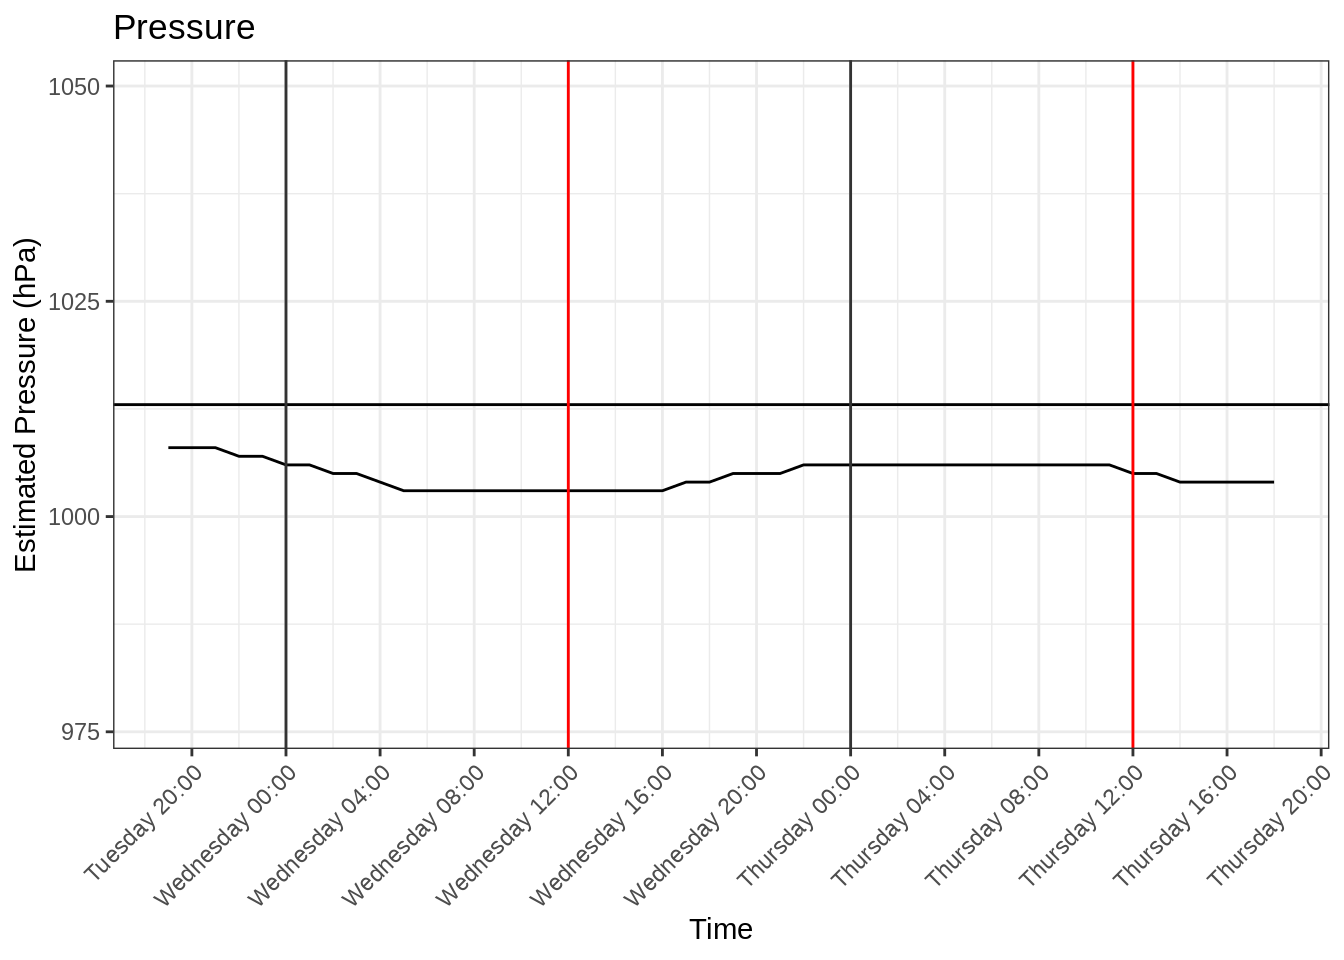 Pressure
Estimated Pressure (hPa)
1050
1025
1000
975
Tuesday 20:00
Wednesday 00:00
Wednesday 04:00
Wednesday 08:00
Wednesday 12:00
Wednesday 16:00
Wednesday 20:00
Thursday 00:00
Thursday 04:00
Thursday 08:00
Thursday 12:00
Thursday 16:00
Thursday 20:00
Time